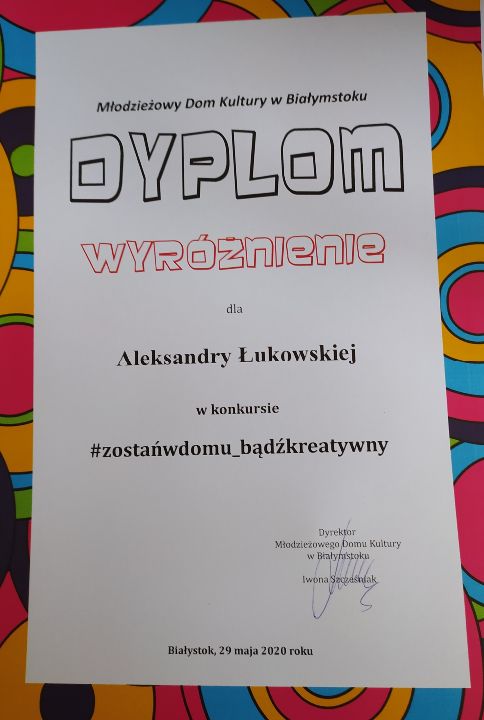 Młodzieżowy Dom Kultury w Białymstoku
DYPLOM
WYRÓŻNIENIE
dla
Aleksandry Łukowskiej
w konkursie
#zostańwdomu_bądźkreatywny
Dyrektor
Młodzieżowego Domu Kultury
w Białymstoku
Iwona Szcześniak
Białystok, 29 maja 2020 roku